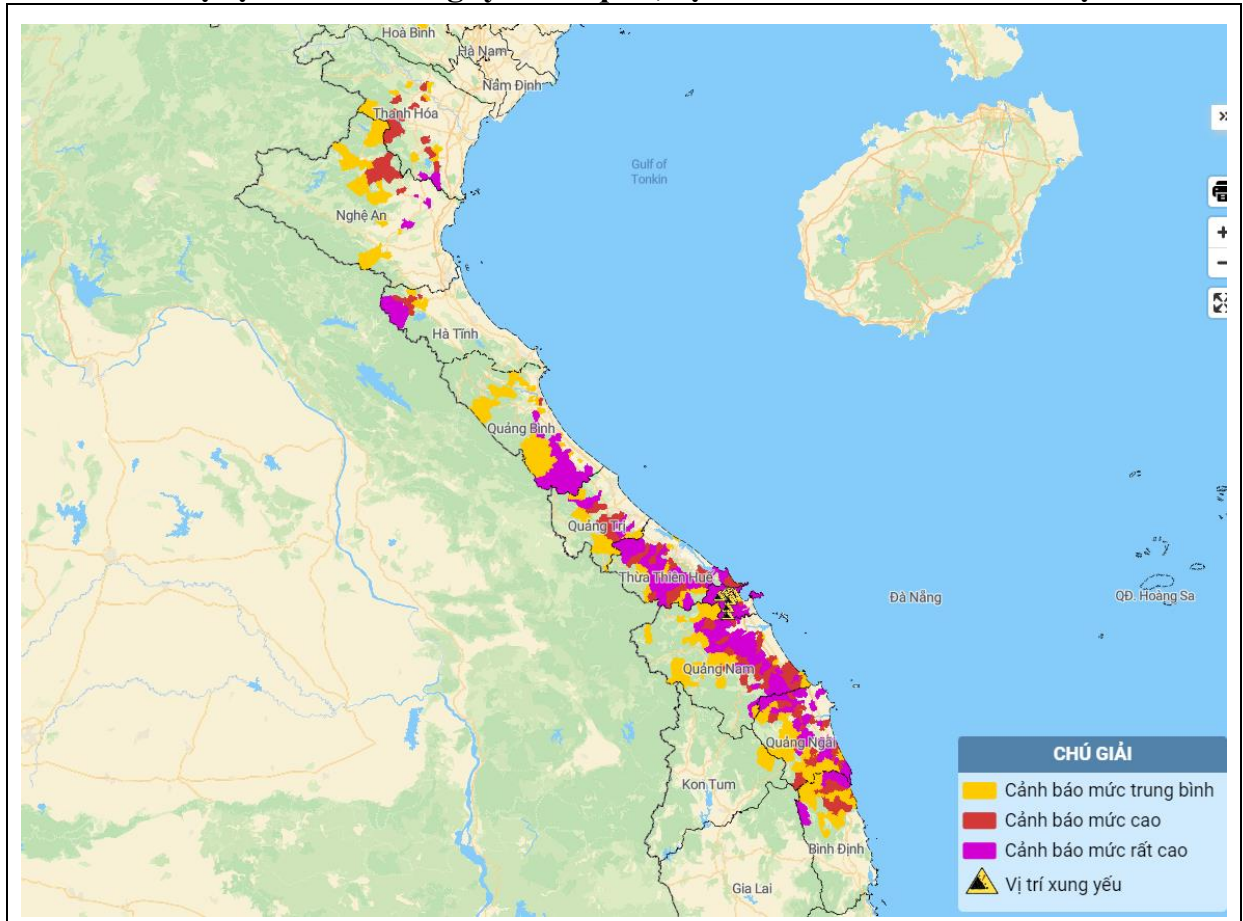 Hoà Bình
Hà Nam
Nam Định
Thanh Hóa
Gulf of
Tonkin
Nghệ An
Hà Tĩnh
Quảng Bình
Quảng Trị
Thừa Thiên Huế
Đà Nẵng
QĐ. Hoàng Sa
Quảng Nam
Quảng Ngãi
Kon Tum
Bình Định
Gia Lai
CHÚ GIẢI
Cảnh báo mức trung bình
Cảnh báo mức cao
Cảnh báo mức rất cao
Vị trí xung yếu